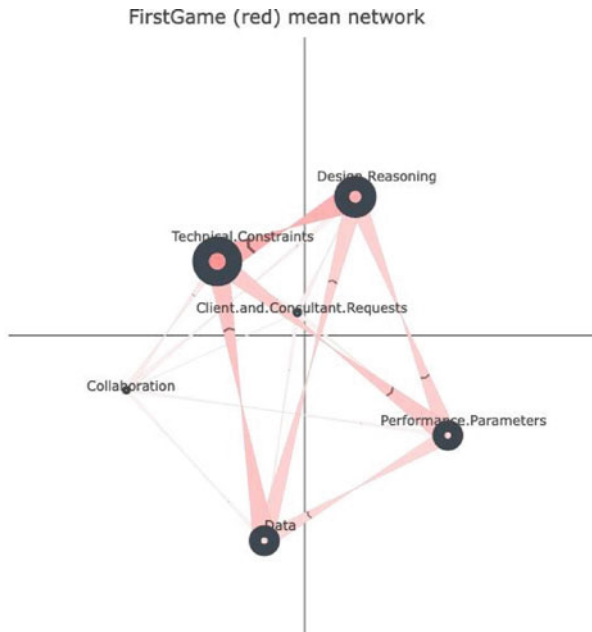 FirstGame (red) mean network
Design.Reasoning
Technical.Constraints
Client.and.Consultant.Requests
Collaboration
Performance.Parameters
Data